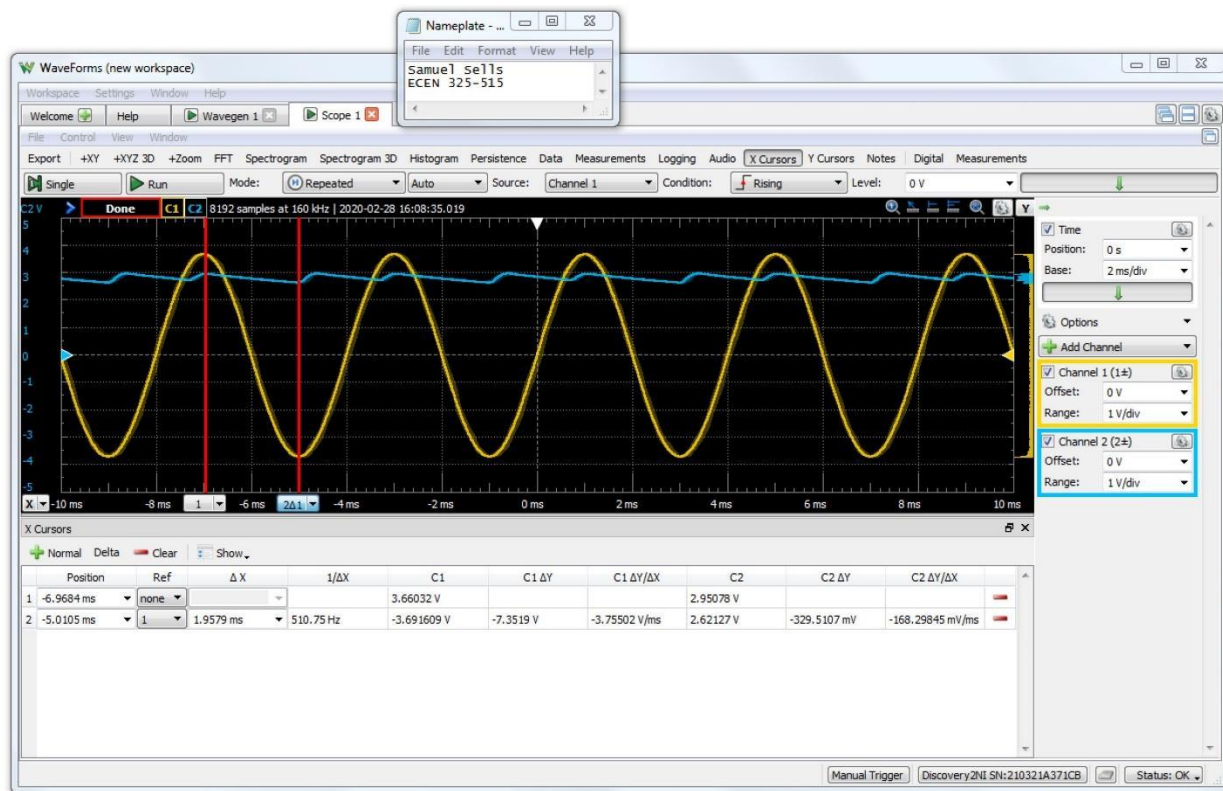 Nameplate - ...
File Edit Format View Help
Samuel Sells
ECEN 325-515
WaveForms (new workspace)
Workspace Settings Window Help
Welcome Help Wavegen 1 Scope 1
File Control View Window
Export +XY +XYZ 3D +Zoom FFT Spectrogram Spectrogram 3D Histogram Persistence Data Measurements Logging Audio X Cursors Y Cursors Notes Digital Measurements
Single Run Mode: Repeated Auto Source: Channel 1 Condition: Rising Level: 0 V
C2 V Done C1 C2 8192 samples at 160 kHz | 2020-02-28 16:08:35.019 Y
5
4
3
2
1
0
-1
-2
-3
-4
-5
X -10 ms -8 ms 1 -6 ms 2Δ1 -4 ms -2 ms 0 ms 2 ms 4 ms 6 ms 8 ms 10 ms
Time
Position: 0 s
Base: 2 ms/div
Options
Add Channel
Channel 1 (1±)
Offset: 0 V
Range: 1 V/div
Channel 2 (2±)
Offset: 0 V
Range: 1 V/div
X Cursors
Normal Delta Clear Show
Position Ref Δ X 1/ΔX C1 C1 ΔY C1 ΔY/ΔX C2 C2 ΔY C2 ΔY/ΔX
1 -6.9684 ms none 3.66032 V 2.95078 V
2 -5.0105 ms 1 1.9579 ms 510.75 Hz -3.691609 V -7.3519 V -3.75502 V/ms 2.62127 V -329.5107 mV -168.29845 mV/ms
Manual Trigger Discovery2NI SN:210321A371CB Status: OK